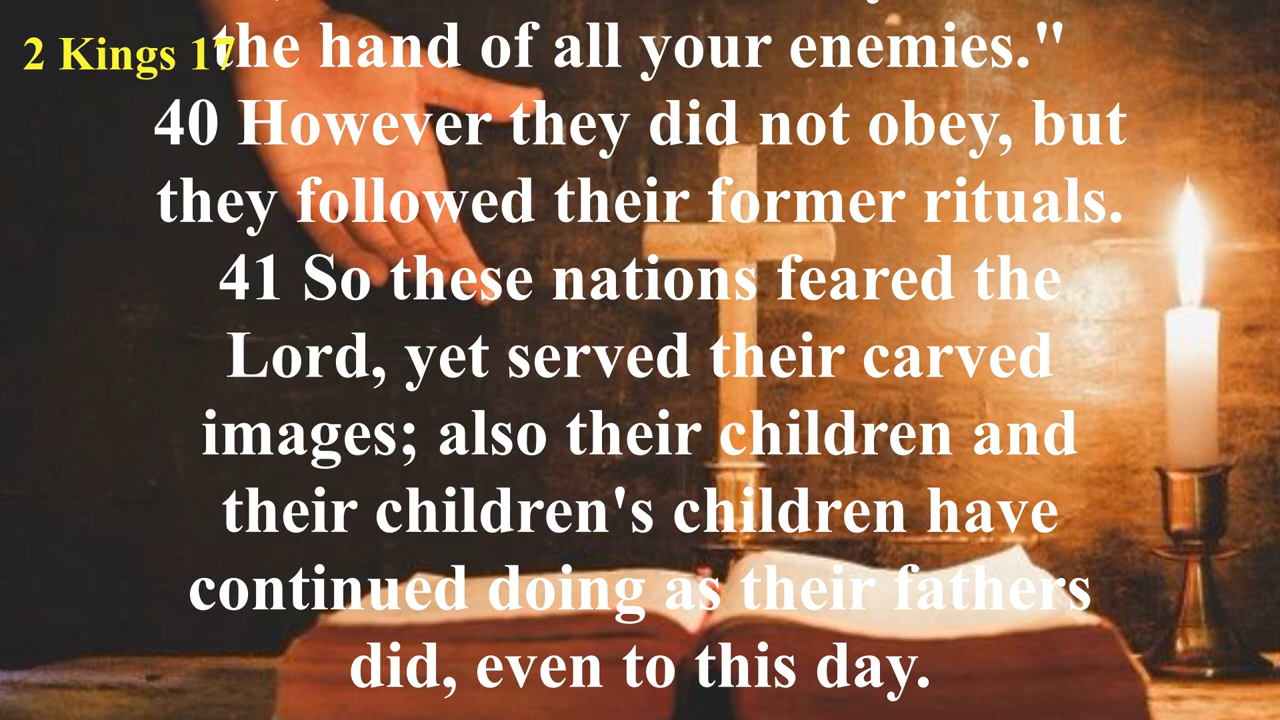 2 Kings 17
the hand of all your enemies."
40 However they did not obey, but
they followed their former rituals.
41 So these nations feared the
Lord, yet served their carved
images; also their children and
their children's children have
continued doing as their fathers
did, even to this day.